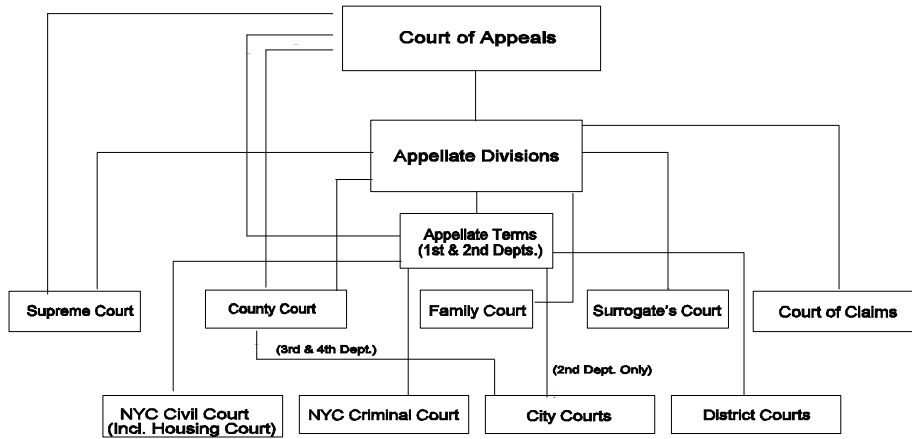 Court of Appeals
Appellate Divisions
Appellate Terms
(1st & 2nd Depts.)
Supreme Court
County Court
Family Court
Surrogate's Court
Court of Claims
(3rd & 4th Dept.)
(2nd Dept. Only)
NYC Civil Court
(Incl. Housing Court)
NYC Criminal Court
City Courts
District Courts